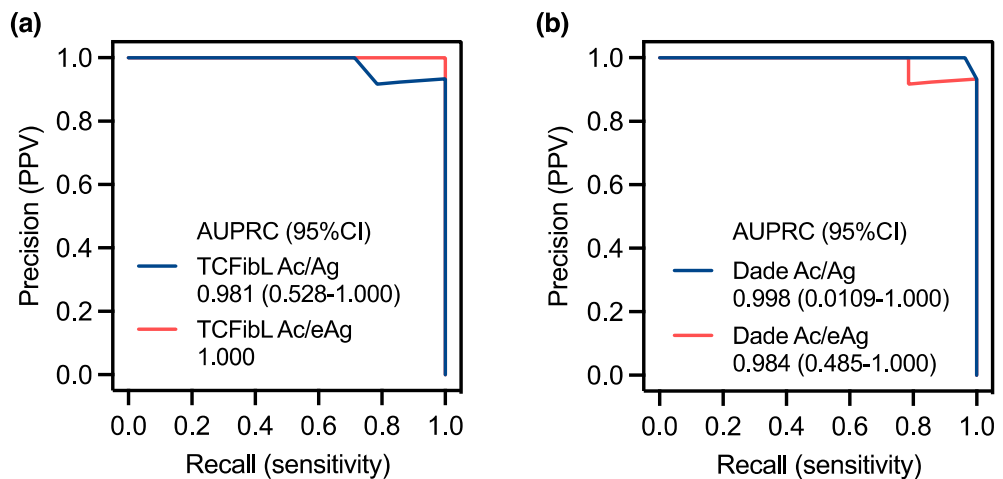 (a)
1.0
0.8
0.6
0.4
0.2
0.0
Precision (PPV)
AUPRC (95%CI)
TCFibL Ac/Ag
0.981 (0.528-1.000)
TCFibL Ac/eAg
1.000
0.0 0.2 0.4 0.6 0.8 1.0
Recall (sensitivity)
(b)
1.0
0.8
0.6
0.4
0.2
0.0
Precision (PPV)
AUPRC (95%CI)
Dade Ac/Ag
0.998 (0.0109-1.000)
Dade Ac/eAg
0.984 (0.485-1.000)
0.0 0.2 0.4 0.6 0.8 1.0
Recall (sensitivity)